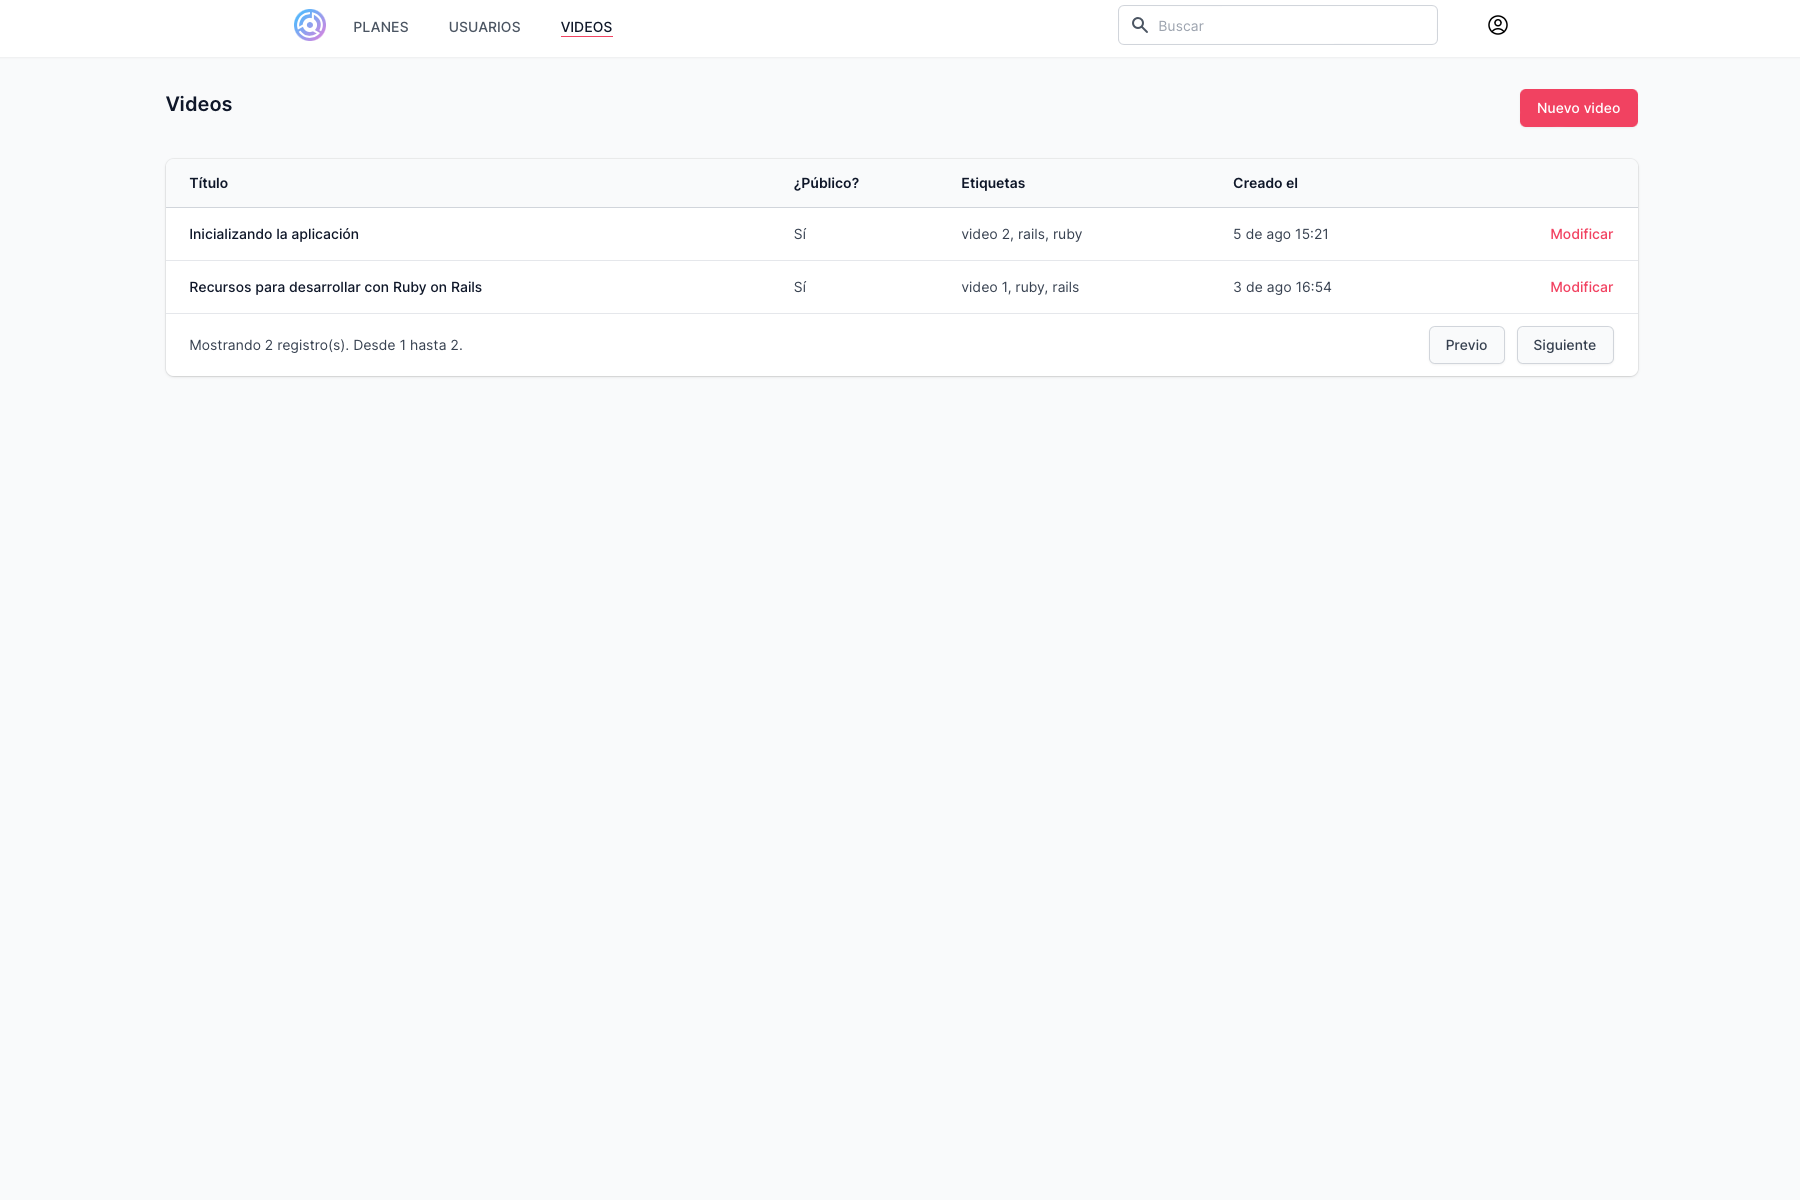 PLANES USUARIOS VIDEOS Buscar
Videos Nuevo video
Título ¿Público? Etiquetas Creado el
Inicializando la aplicación Sí video 2, rails, ruby 5 de ago 15:21 Modificar
Recursos para desarrollar con Ruby on Rails Sí video 1, ruby, rails 3 de ago 16:54 Modificar
Mostrando 2 registro(s). Desde 1 hasta 2. Previo Siguiente